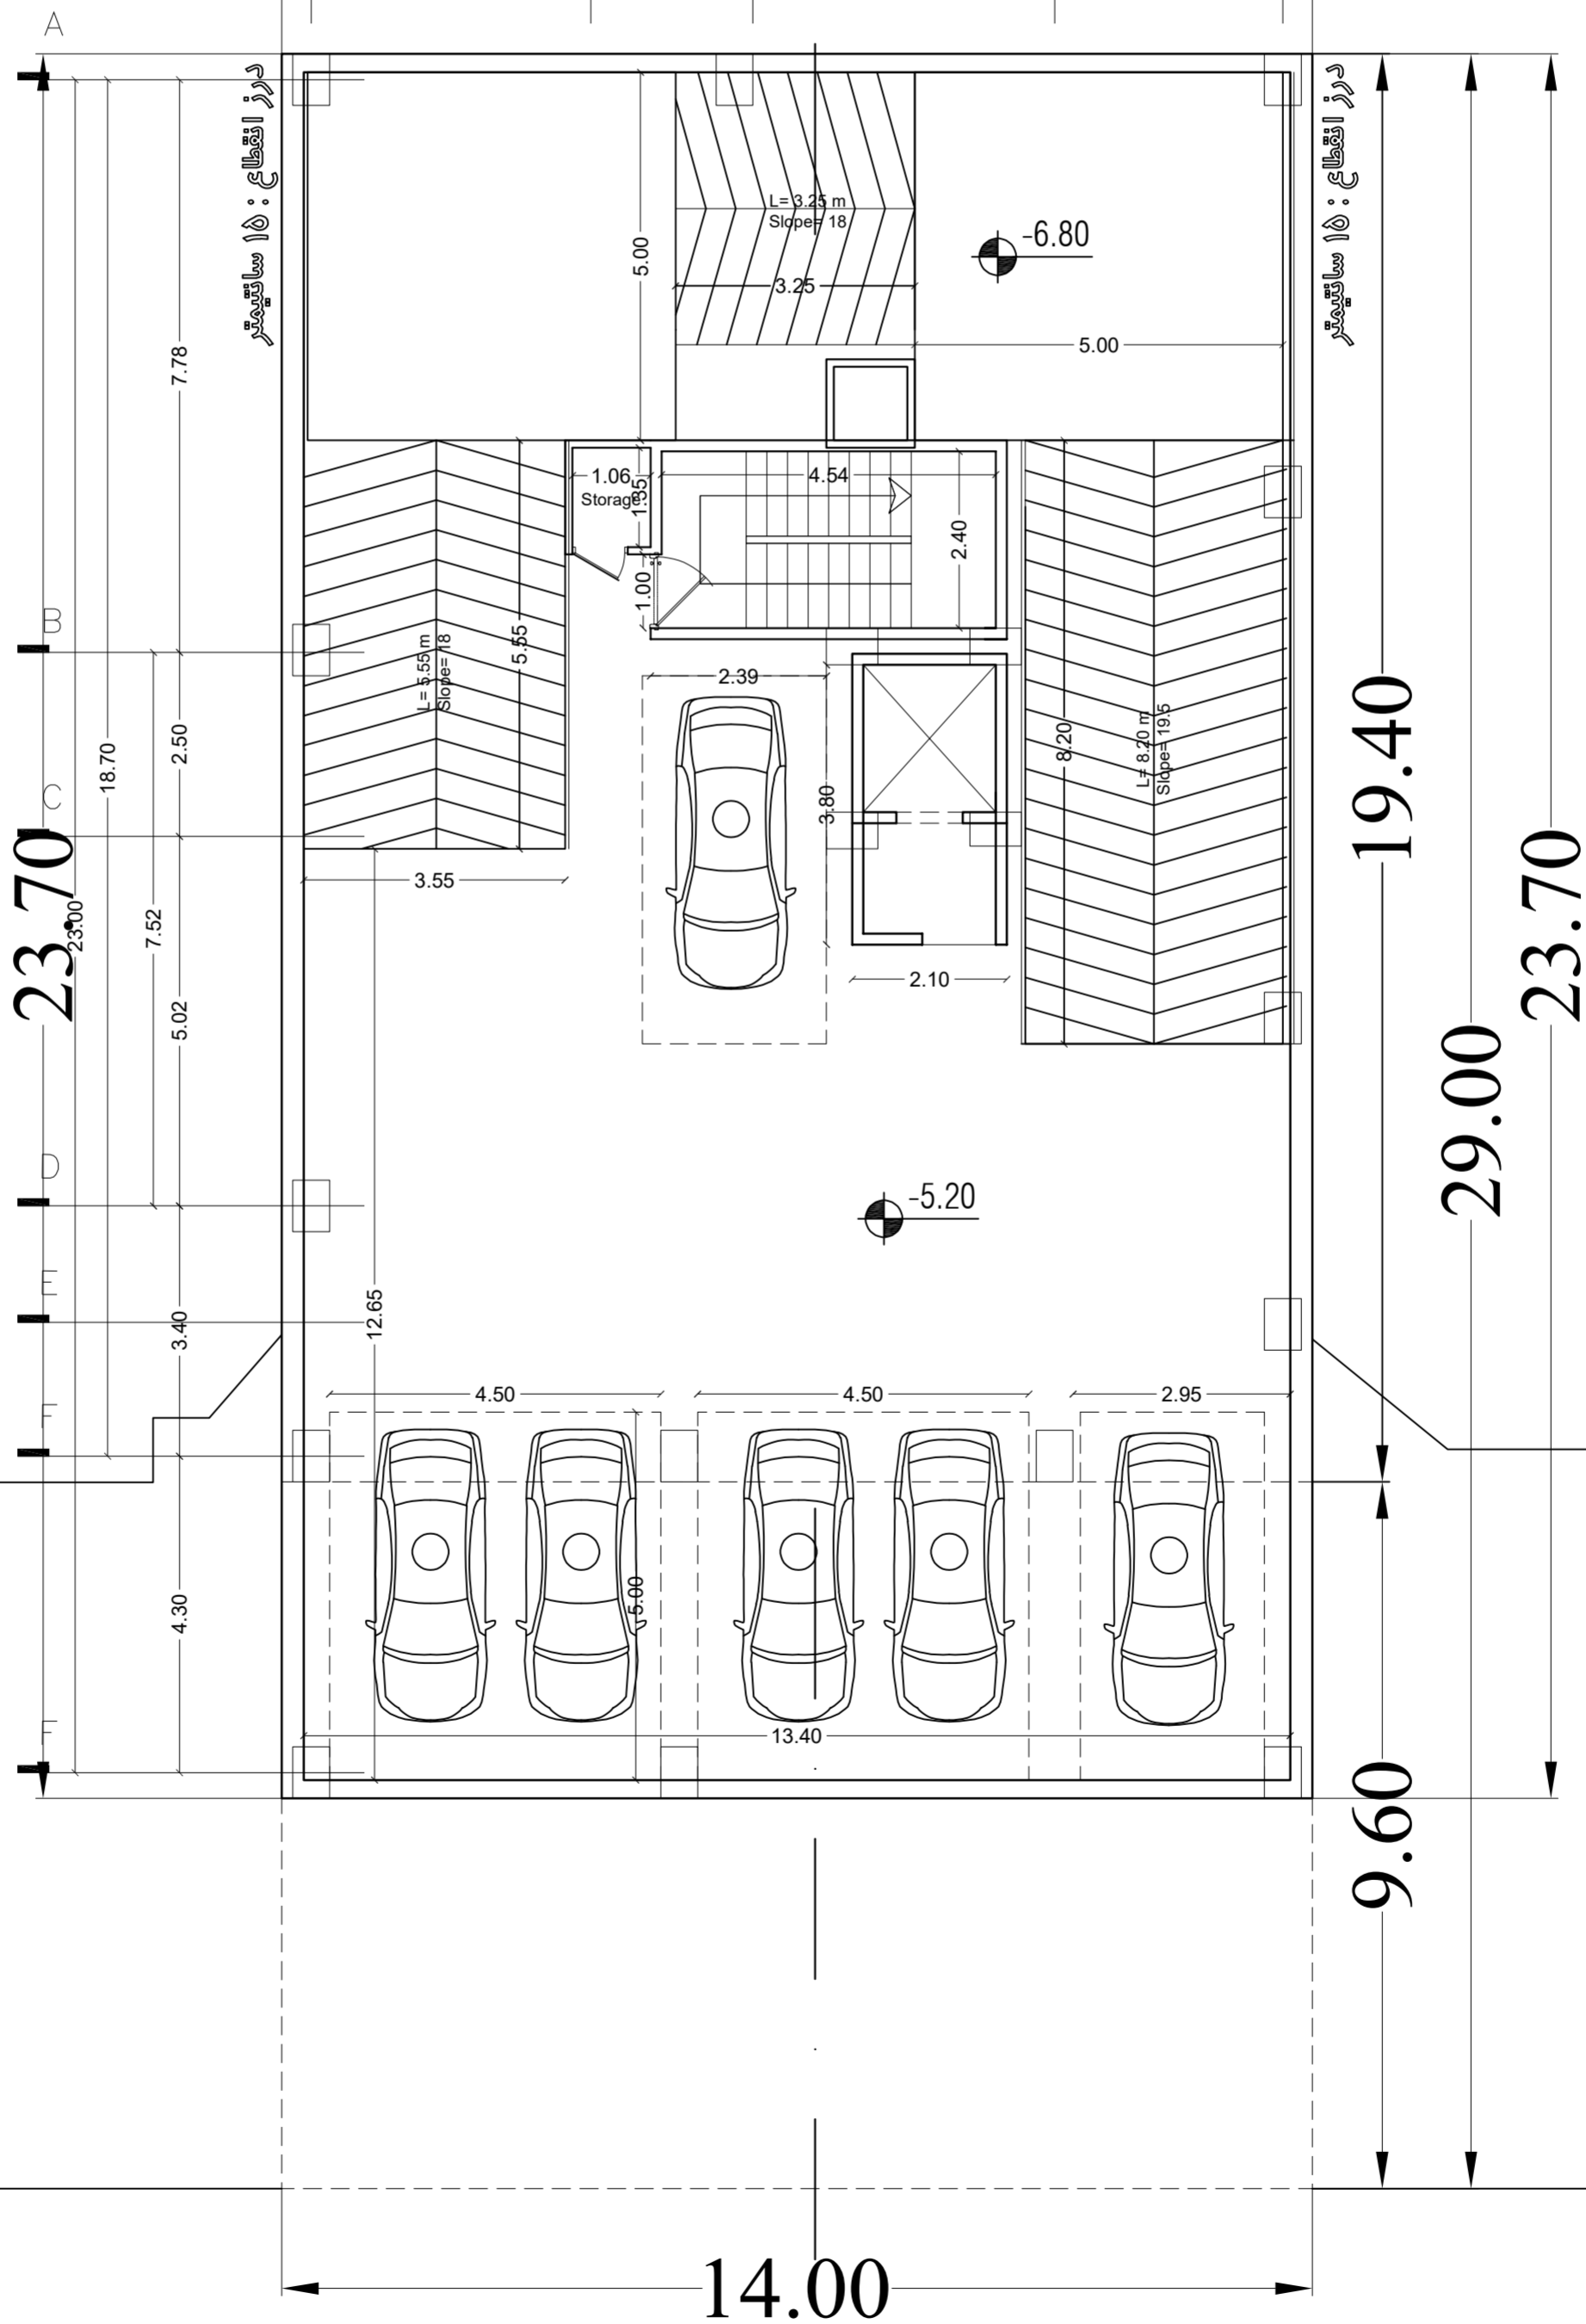 A
درز انقطاع : ۱۵ سانتیمتر
درز انقطاع : ۱۵ سانتیمتر
L= 3.25 m
Slope= 18
-6.80
5.00
3.25
5.00
7.78
1.06
Storage
1.35
4.54
2.40
1.00
B
L= 5.55 m
Slope= 18
5.55
2.39
18.70
2.50
8.20
L= 8.20 m
Slope= 19.5
19.40
C
3.80
23.70
23.00
3.55
7.52
23.70
2.10
5.02
29.00
D
-5.20
E
12.65
3.40
F
4.50
4.50
2.95
5.00
4.30
F
13.40
9.60
14.00